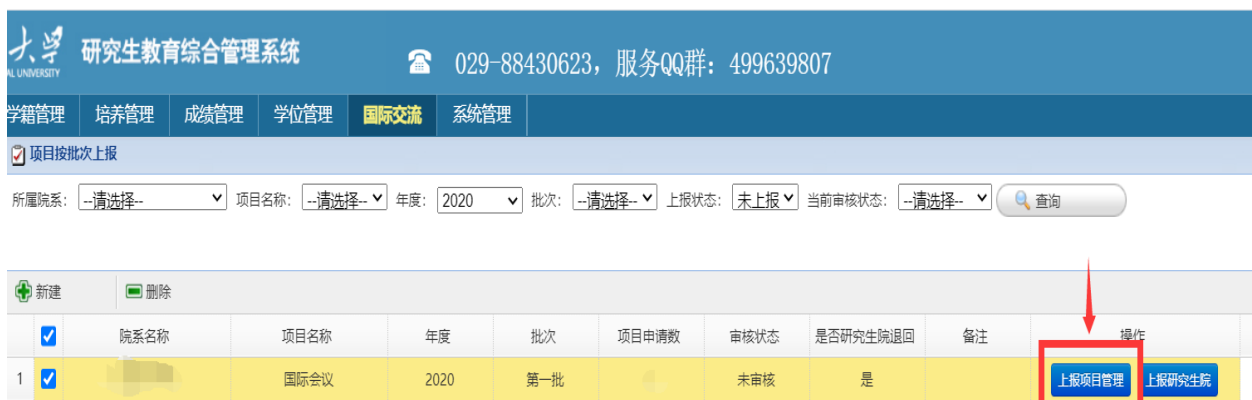 大学 研究生教育综合管理系统 029-88430623，服务QQ群：499639807
AL UNIVERSITY
学籍管理 培养管理 成绩管理 学位管理 国际交流 系统管理
项目按批次上报
所属院系： --请选择-- 项目名称： --请选择-- 年度： 2020 批次： --请选择-- 上报状态： 未上报 当前审核状态： --请选择-- 查询
新建 删除
院系名称 项目名称 年度 批次 项目申请数 审核状态 是否研究生院退回 备注 操作
1 国际会议 2020 第一批 未审核 是 上报项目管理 上报研究生院